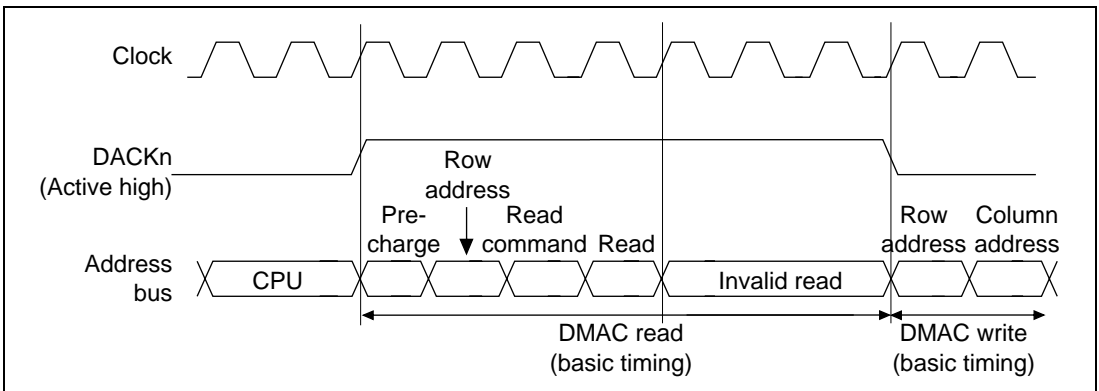 Clock
DACKn
(Active high)
Row
address
Pre-
charge
Read
command
Read
Row
address
Column
address
Address
bus
CPU
Invalid read
DMAC read
(basic timing)
DMAC write
(basic timing)